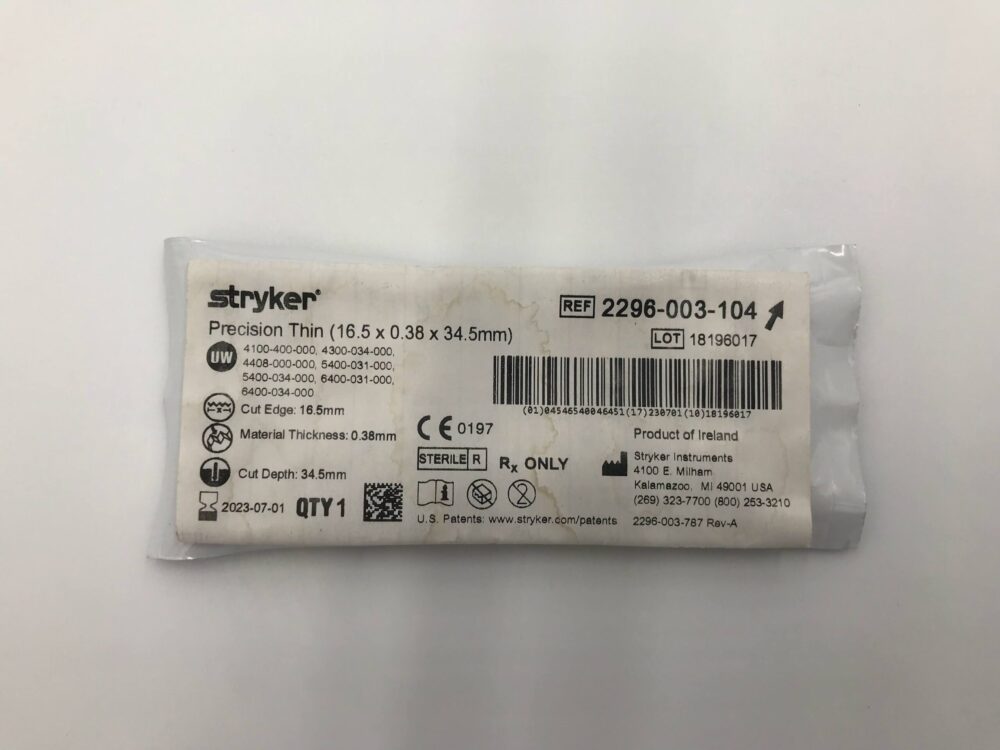 stryker®
Precision Thin (16.5 x 0.38 x 34.5mm)
UW
4100-400-000, 4300-034-000,
4408-000-000, 5400-031-000,
5400-034-000, 6400-031-000,
6400-034-000
Cut Edge: 16.5mm
Material Thickness: 0.38mm
Cut Depth: 34.5mm
2023-07-01 QTY 1
REF 2296-003-104
LOT 18196017
(01)04546540046451(17)230701(10)18196017
CE 0197
STERILE R Rx ONLY
2
U.S. Patents: www.stryker.com/patents
Product of Ireland
Stryker Instruments
4100 E. Milham
Kalamazoo, MI 49001 USA
(269) 323-7700 (800) 253-3210
2296-003-787 Rev-A